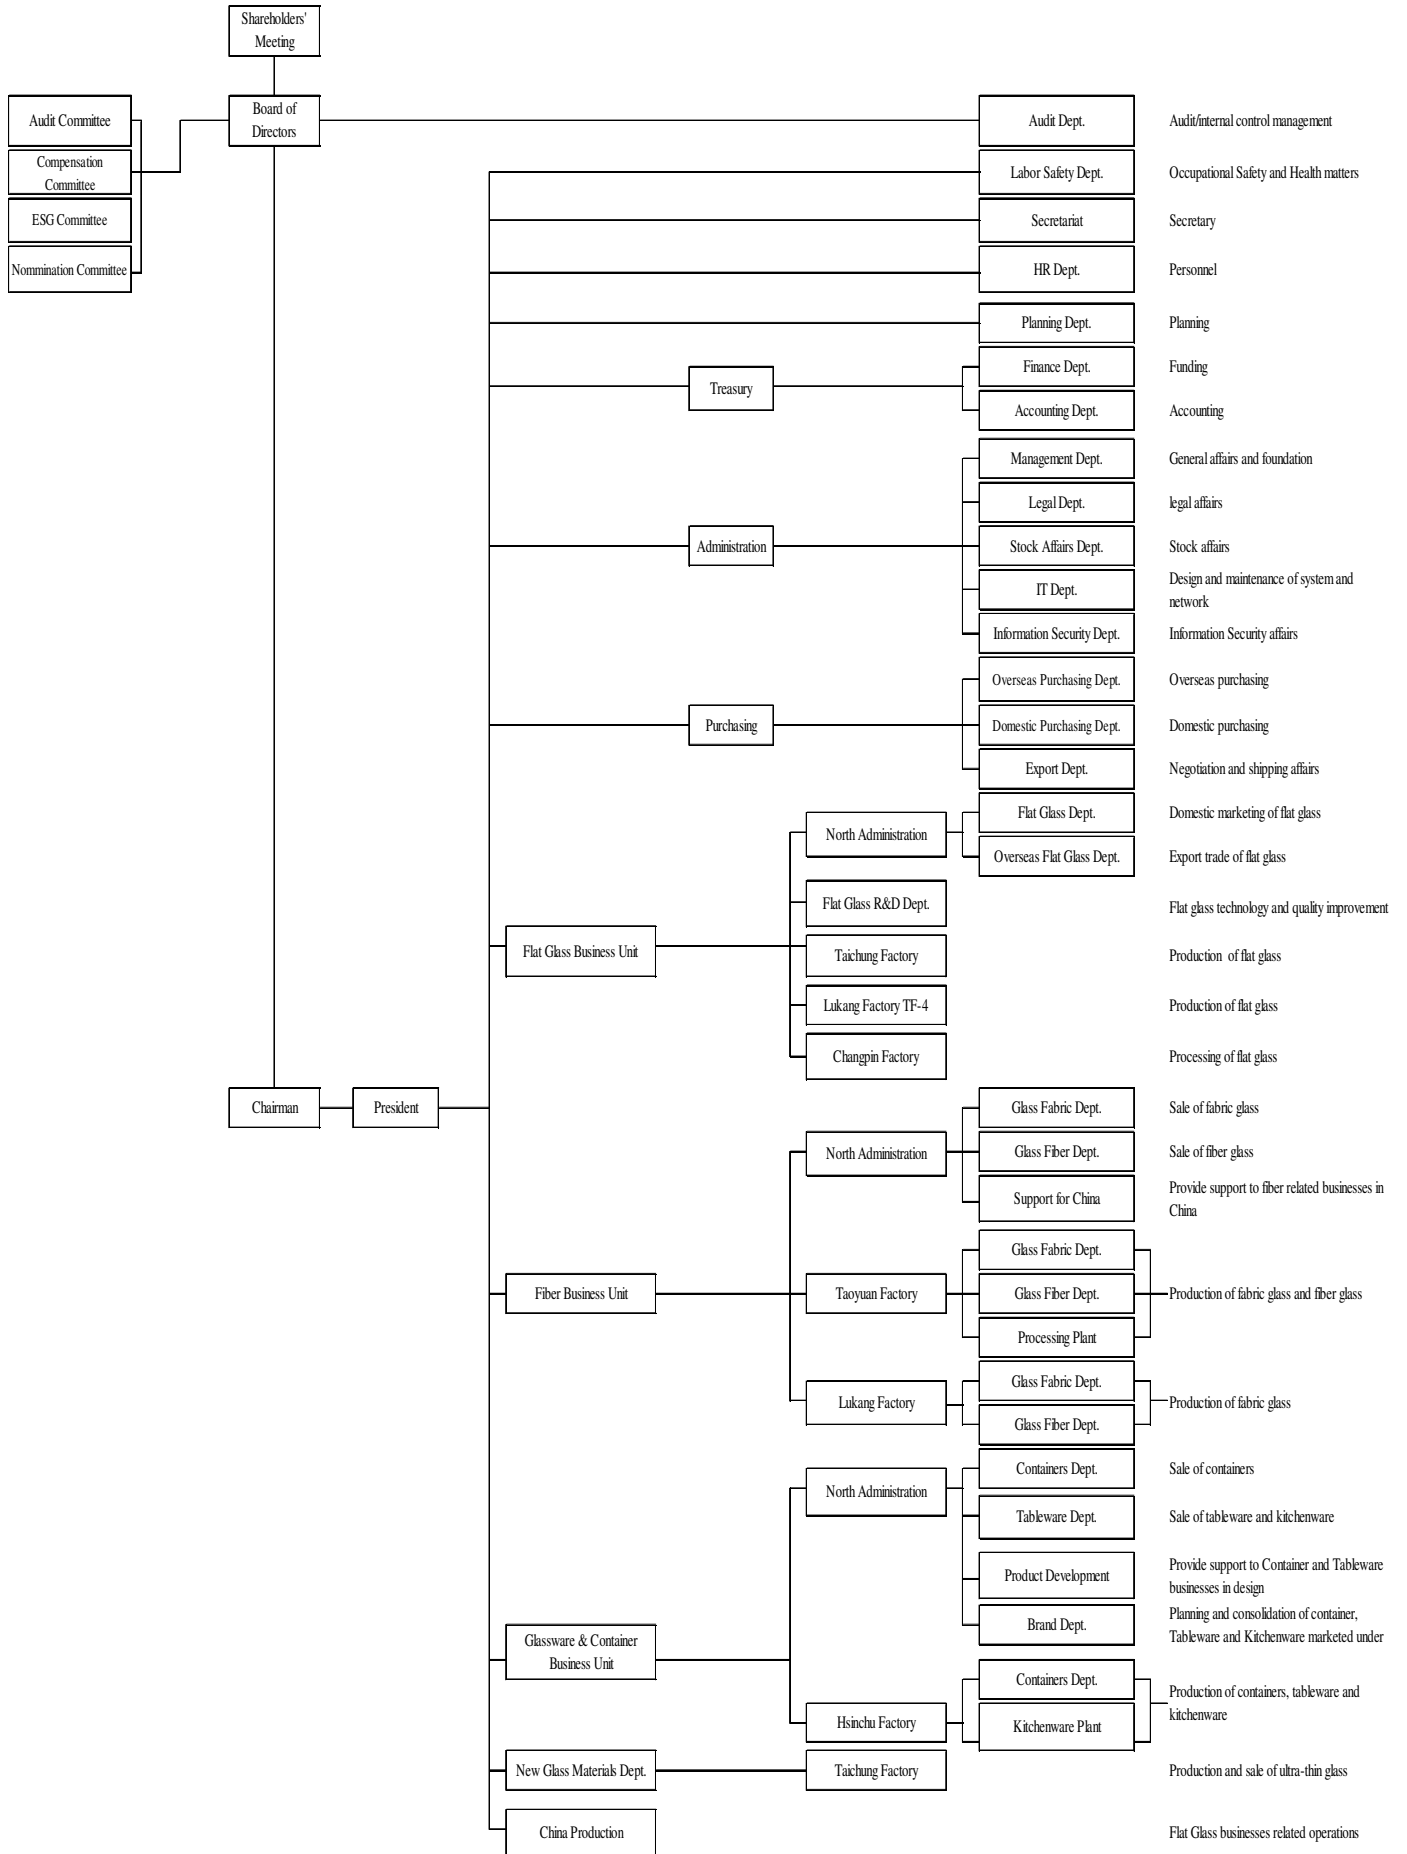 Shareholders'
Meeting
Board of
Directors
Audit Committee
Compensation
Committee
ESG Committee
Nommination Committee
Audit Dept.
Audit/internal control management
Labor Safety Dept.
Occupational Safety and Health matters
Secretariat
Secretary
HR Dept.
Personnel
Planning Dept.
Planning
Treasury
Finance Dept.
Funding
Accounting Dept.
Accounting
Administration
Management Dept.
General affairs and foundation
Legal Dept.
legal affairs
Stock Affairs Dept.
Stock affairs
IT Dept.
Design and maintenance of system and
network
Information Security Dept.
Information Security affairs
Purchasing
Overseas Purchasing Dept.
Overseas purchasing
Domestic Purchasing Dept.
Domestic purchasing
Export Dept.
Negotiation and shipping affairs
Flat Glass Business Unit
North Administration
Flat Glass Dept.
Domestic marketing of flat glass
Overseas Flat Glass Dept.
Export trade of flat glass
Flat Glass R&D Dept.
Flat glass technology and quality improvement
Taichung Factory
Production of flat glass
Lukang Factory TF-4
Production of flat glass
Changpin Factory
Processing of flat glass
Chairman
President
Fiber Business Unit
North Administration
Glass Fabric Dept.
Sale of fabric glass
Glass Fiber Dept.
Sale of fiber glass
Support for China
Provide support to fiber related businesses in
China
Taoyuan Factory
Glass Fabric Dept.
Glass Fiber Dept.
Processing Plant
Production of fabric glass and fiber glass
Lukang Factory
Glass Fabric Dept.
Glass Fiber Dept.
Production of fabric glass
Glassware & Container
Business Unit
North Administration
Containers Dept.
Sale of containers
Tableware Dept.
Sale of tableware and kitchenware
Product Development
Provide support to Container and Tableware
businesses in design
Brand Dept.
Planning and consolidation of container,
Tableware and Kitchenware marketed under
Hsinchu Factory
Containers Dept.
Kitchenware Plant
Production of containers, tableware and
kitchenware
New Glass Materials Dept.
Taichung Factory
Production and sale of ultra-thin glass
China Production
Flat Glass businesses related operations